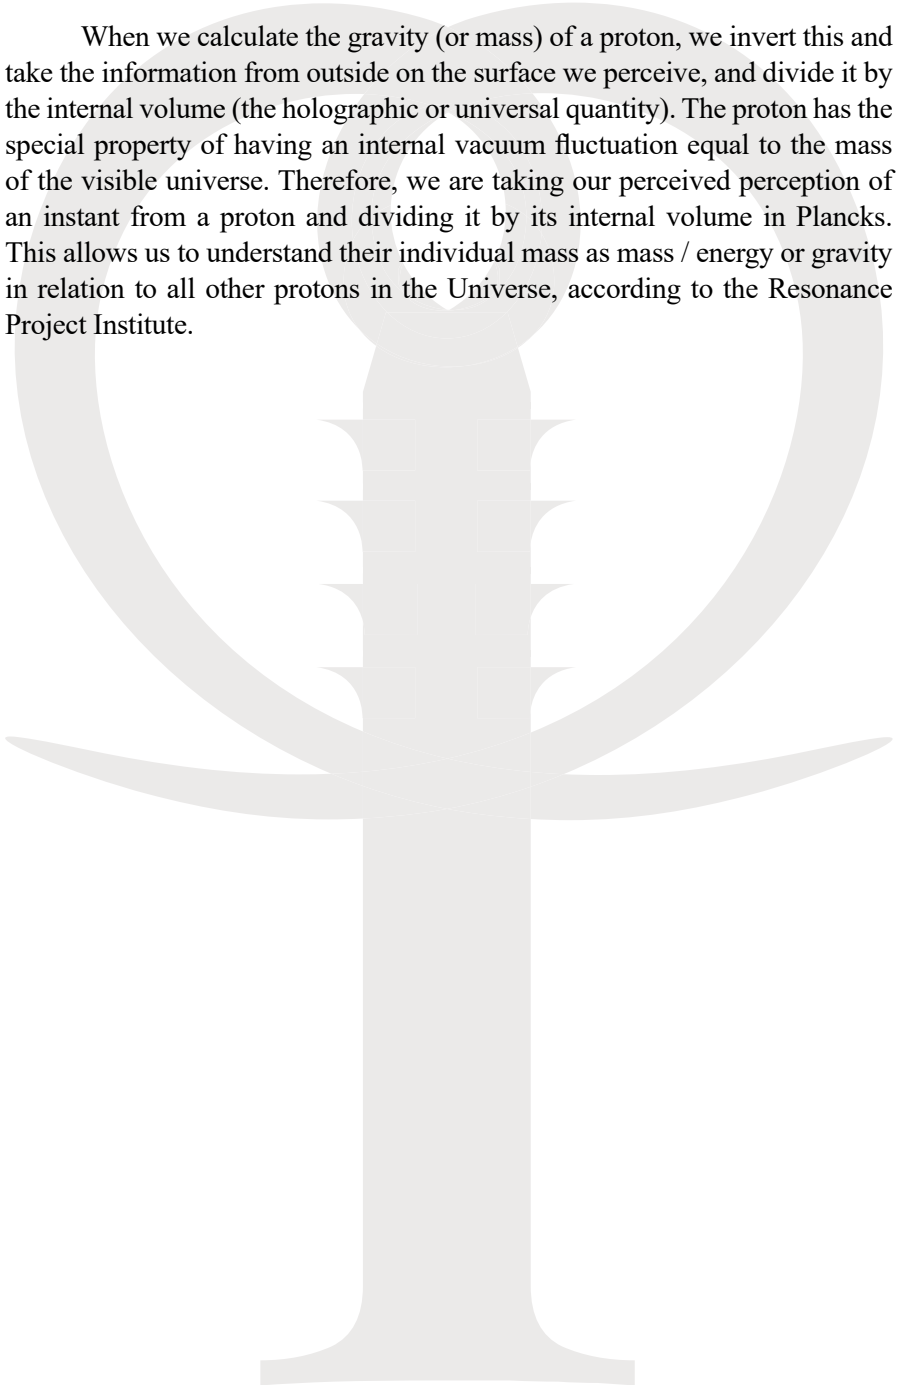 When we calculate the gravity (or mass) of a proton, we invert this and
take the information from outside on the surface we perceive, and divide it by
the internal volume (the holographic or universal quantity). The proton has the
special property of having an internal vacuum fluctuation equal to the mass
of the visible universe. Therefore, we are taking our perceived perception of
an instant from a proton and dividing it by its internal volume in Plancks.
This allows us to understand their individual mass as mass / energy or gravity
in relation to all other protons in the Universe, according to the Resonance
Project Institute.